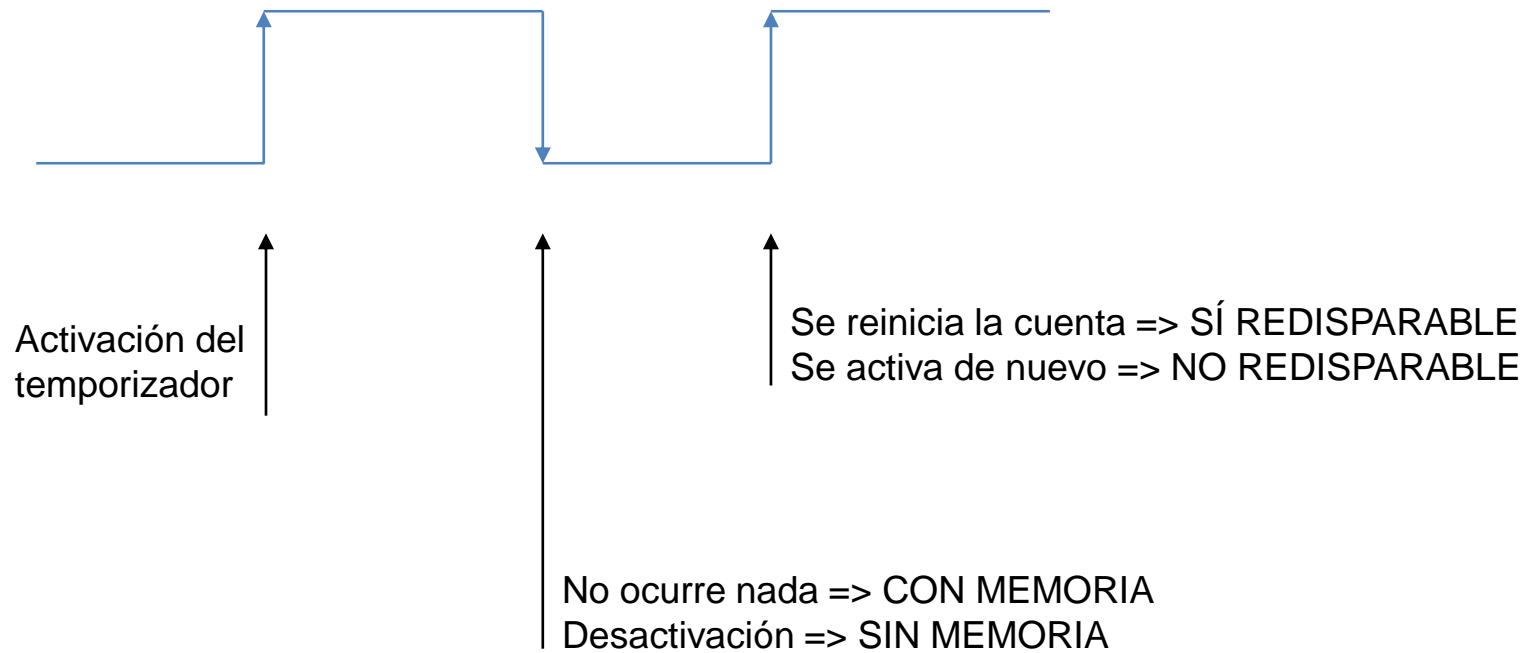 Activación del
temporizador
Se reinicia la cuenta => SÍ REDISPARABLE
Se activa de nuevo => NO REDISPARABLE
No ocurre nada => CON MEMORIA
Desactivación => SIN MEMORIA